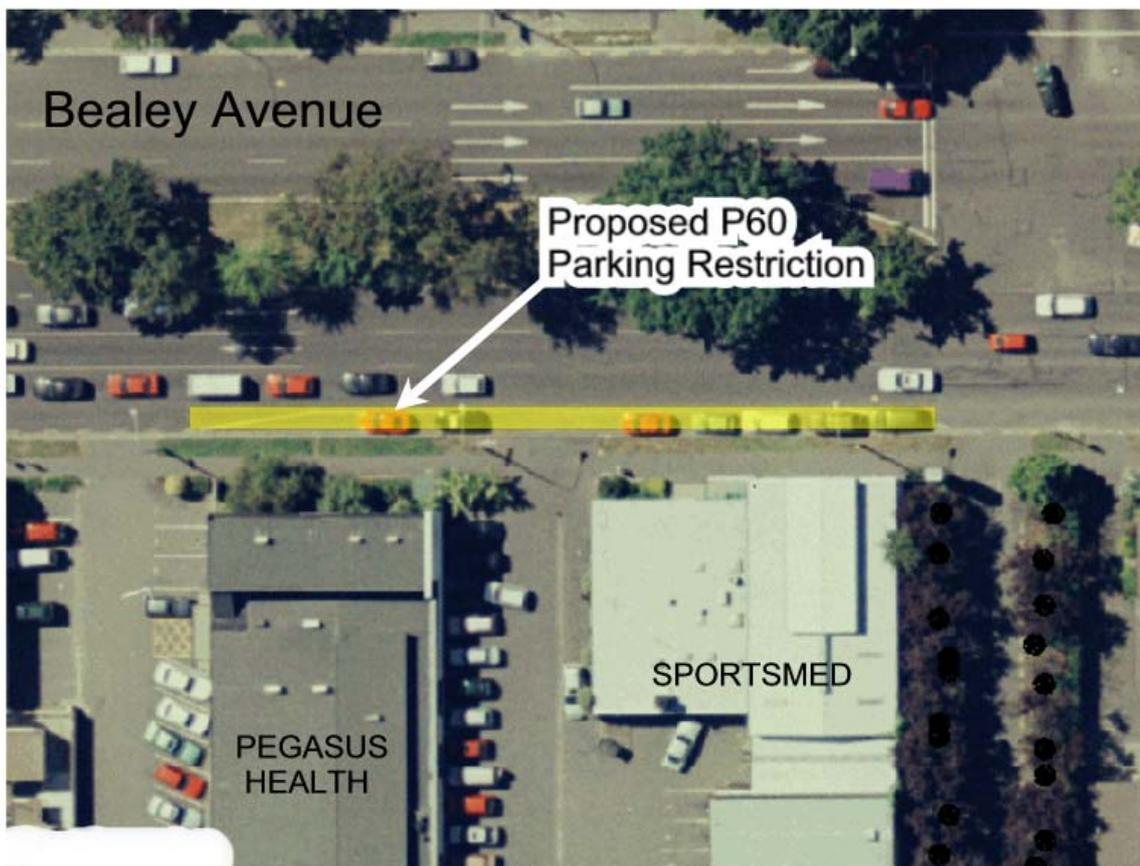 Bealey Avenue
Proposed P60
Parking Restriction
SPORTSMED
PEGASUS
HEALTH